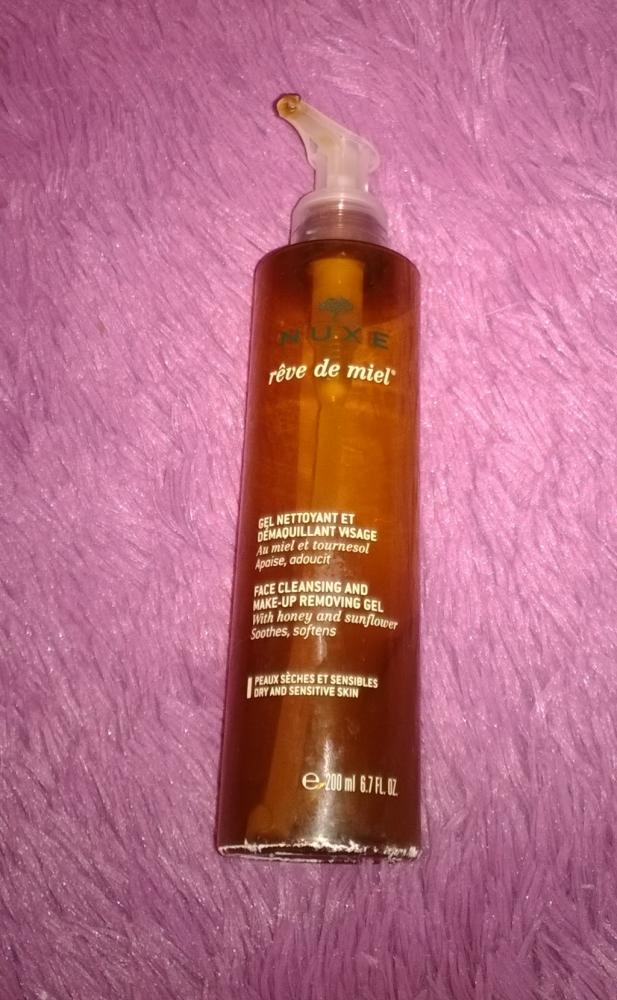 NUXE
rêve de miel®
GEL NETTOYANT ET
DÉMAQUILLANT VISAGE
Au miel et tournesol
Apaise, adoucit
FACE CLEANSING AND
MAKE-UP REMOVING GEL
With honey and sunflower
Soothes, softens
PEAUX SÈCHES ET SENSIBLES
DRY AND SENSITIVE SKIN
℮ 200 ml 6.7 FL. OZ.